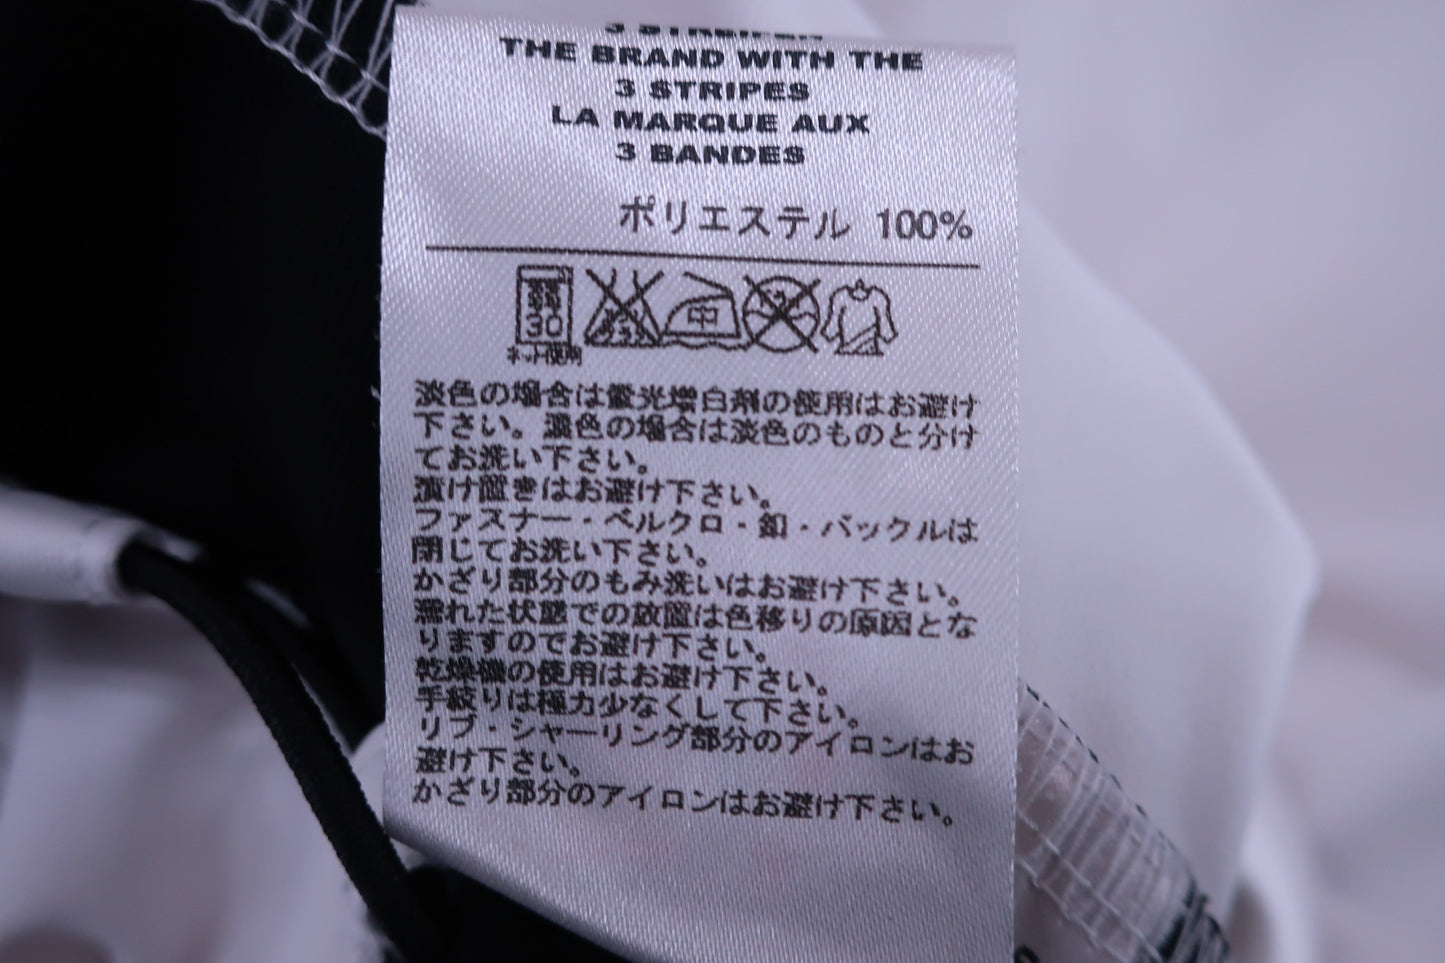 3 STREIFEN
THE BRAND WITH THE
3 STRIPES
LA MARQUE AUX
3 BANDES
ポリエステル 100%
30 中
ネット使用
淡色の場合は螢光増白剤の使用はお避け
下さい。濃色の場合は淡色のものと分け
てお洗い下さい。
漬け置きはお避け下さい。
ファスナー・ベルクロ・釦・バックルは
閉じてお洗い下さい。
かざり部分のもみ洗いはお避け下さい。
濡れた状態での放置は色移りの原因とな
りますのでお避け下さい。
乾燥機の使用はお避け下さい。
手絞りは極力少なくして下さい。
リブ・シャーリング部分のアイロンはお
避け下さい。
かざり部分のアイロンはお避け下さい。